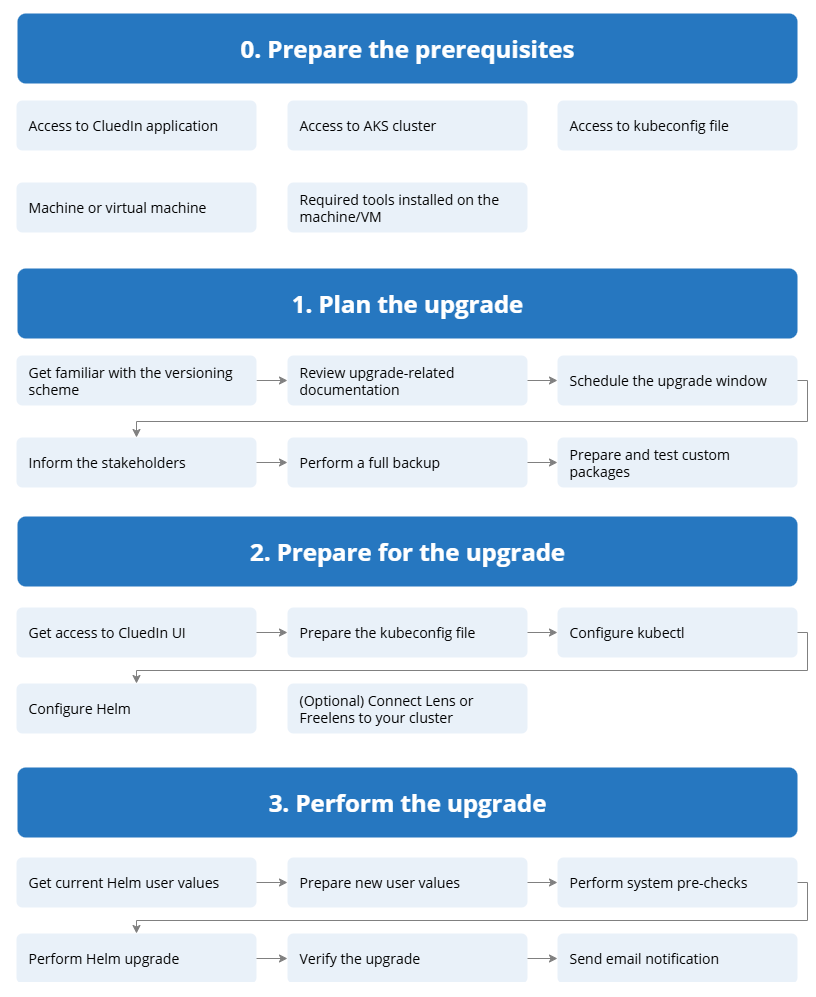 0. Prepare the prerequisites
Access to CluedIn application
Access to AKS cluster
Access to kubeconfig file
Machine or virtual machine
Required tools installed on the
machine/VM
1. Plan the upgrade
Get familiar with the versioning
scheme
Review upgrade-related
documentation
Schedule the upgrade window
Inform the stakeholders
Perform a full backup
Prepare and test custom
packages
2. Prepare for the upgrade
Get access to CluedIn UI
Prepare the kubeconfig file
Configure kubectl
Configure Helm
(Optional) Connect Lens or
Freelens to your cluster
3. Perform the upgrade
Get current Helm user values
Prepare new user values
Perform system pre-checks
Perform Helm upgrade
Verify the upgrade
Send email notification